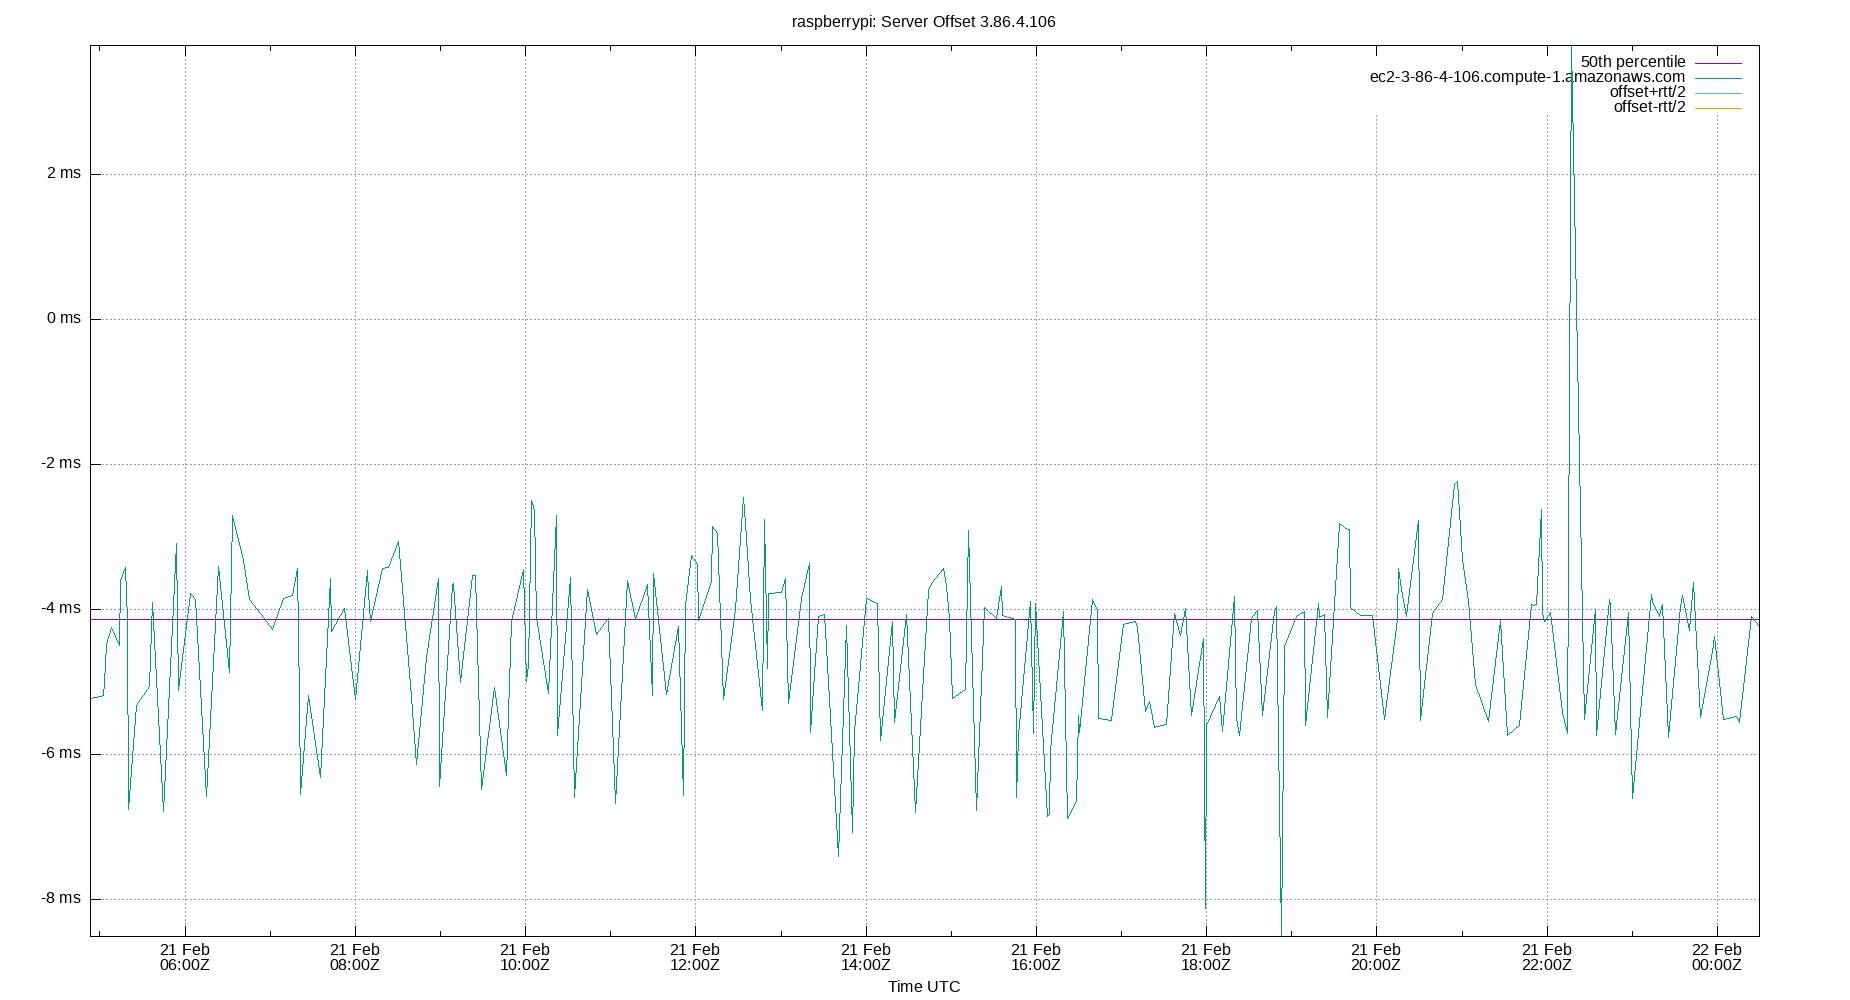 raspberrypi: Server Offset 3.86.4.106
50th percentile
ec2-3-86-4-106.compute-1.amazonaws.com
offset+rtt/2
offset-rtt/2
2 ms
0 ms
-2 ms
-4 ms
-6 ms
-8 ms
21 Feb 21 Feb 21 Feb 21 Feb 21 Feb 21 Feb 21 Feb 21 Feb 21 Feb 22 Feb
06:00Z 08:00Z 10:00Z 12:00Z 14:00Z 16:00Z 18:00Z 20:00Z 22:00Z 00:00Z
Time UTC